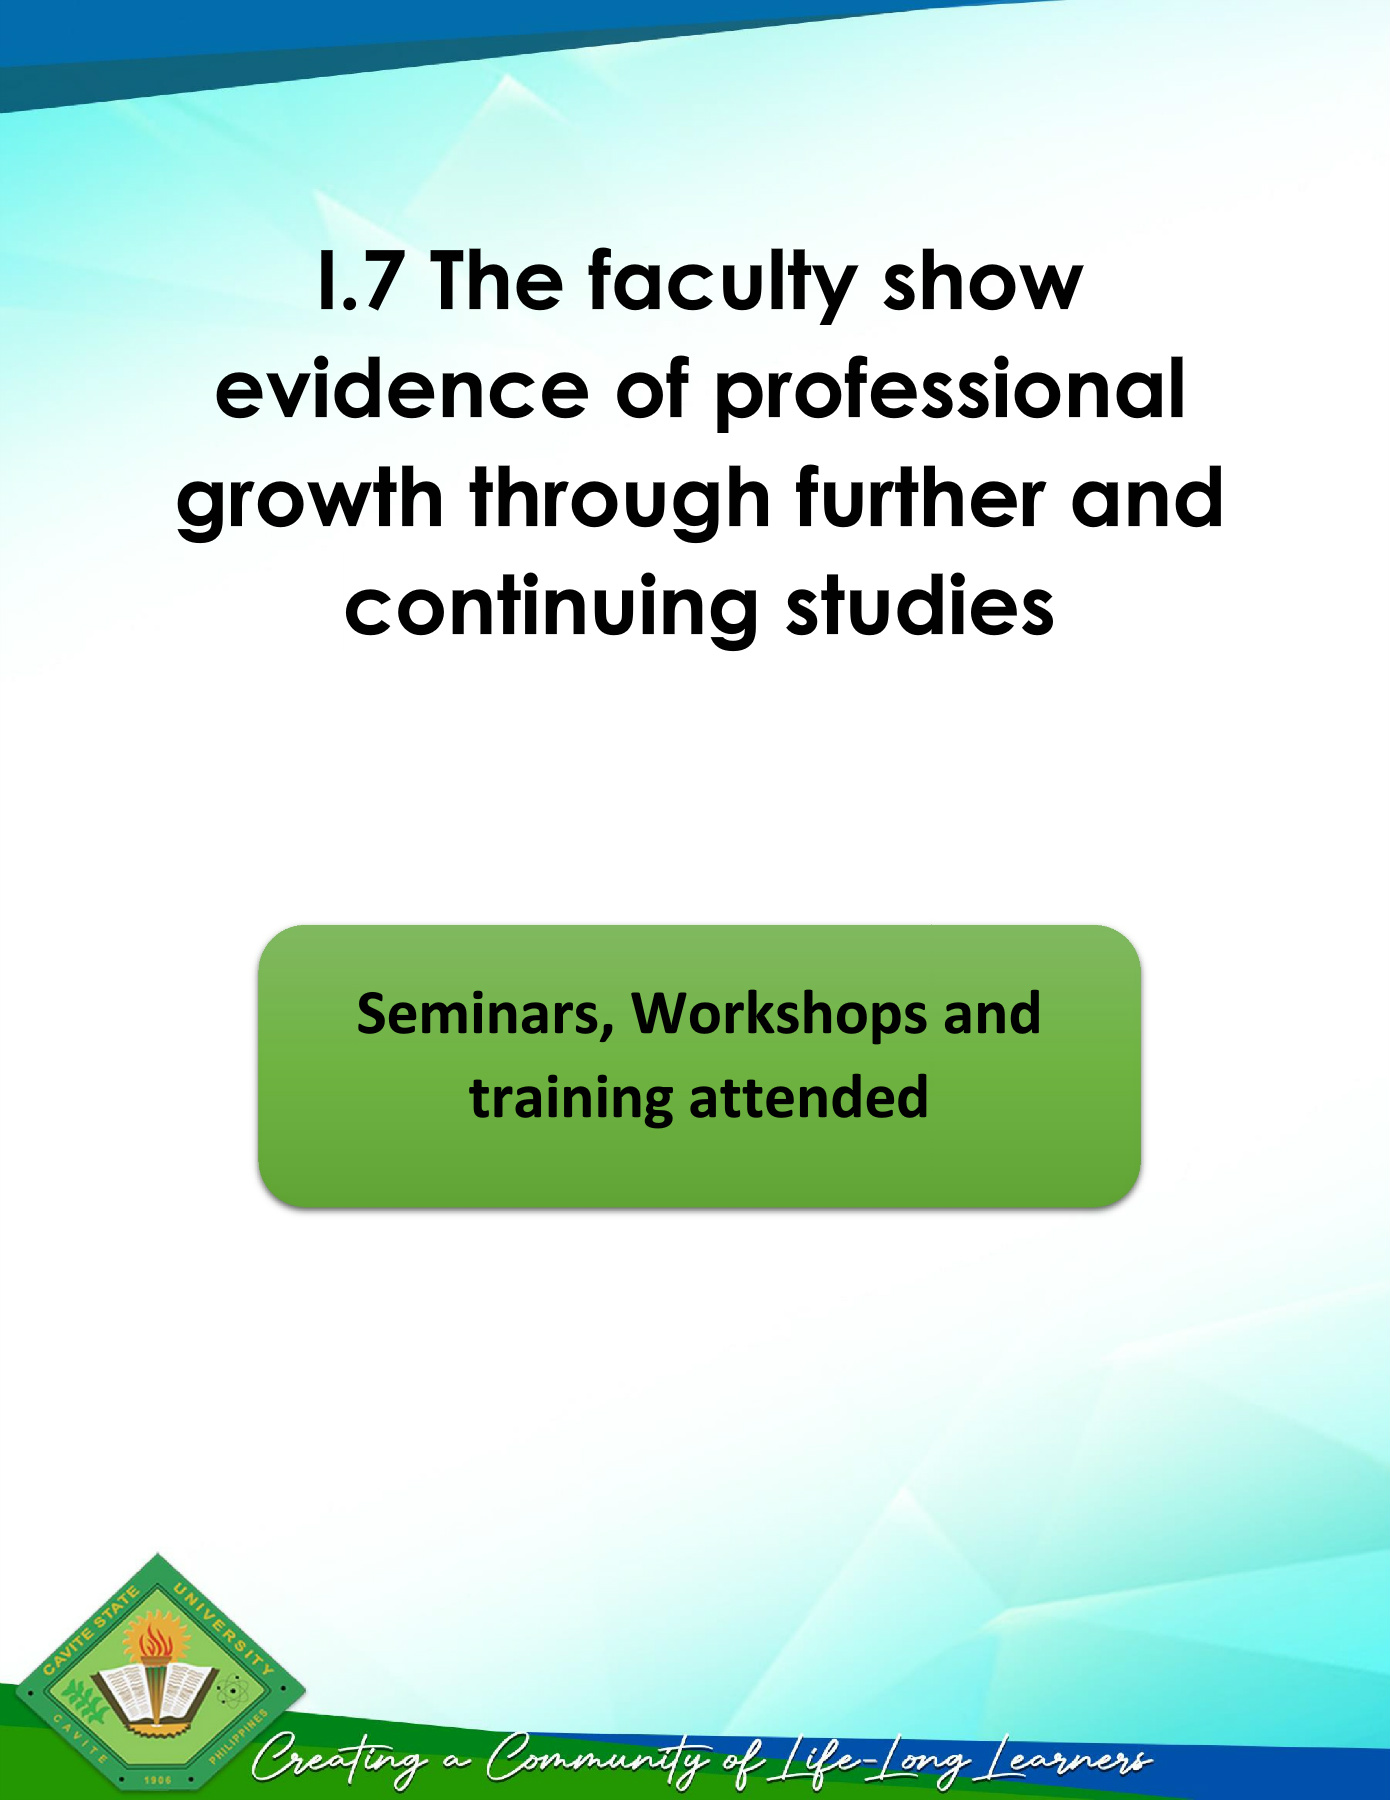 I.7 The faculty show
evidence of professional
growth through further and
continuing studies
Seminars, Workshops and
training attended
CAVITE STATE UNIVERSITY
CAVITE PHILIPPINES
1906
Creating a Community of Life-Long Learners